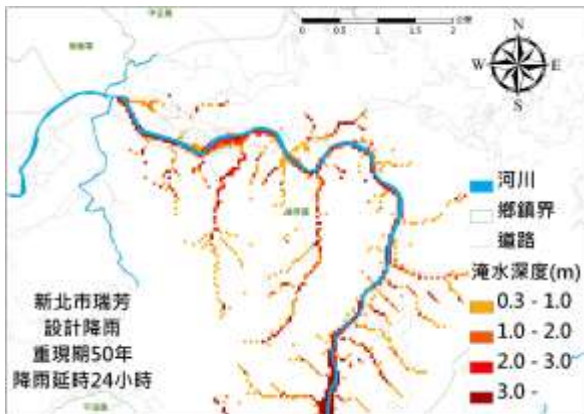 0 0.5 1 2 公里
N
W E
S
河川
鄉鎮界
道路
淹水深度(m)
0.3 - 1.0
1.0 - 2.0
2.0 - 3.0
3.0 -
新北市瑞芳
設計降雨
重現期50年
降雨延時24小時